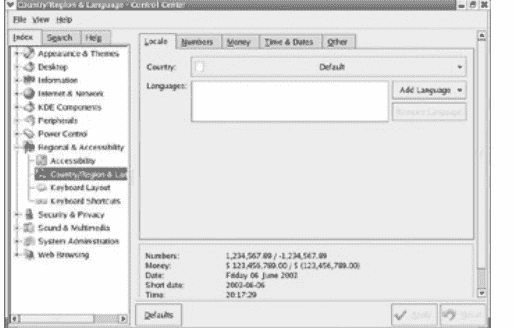 Country/Region & Language - Control Center
File View Help
Index Search Help
Appearance & Themes
Desktop
Information
Internet & Network
KDE Components
Peripherals
Power Control
Regional & Accessibility
Accessibility
Country/Region & Lan
Keyboard Layout
Keyboard Shortcuts
Security & Privacy
Sound & Multimedia
System Administration
Web Browsing
Locale Numbers Money Time & Dates Other
Country: Default
Languages: Add Language
Remove Language
Numbers: 1,234,567.89 / -1,234,567.89
Money: $ 123,456,789.00 / $ (123,456,789.00)
Date: Friday 06 June 2003
Short date: 2003-06-06
Time: 20:17:29
Defaults Apply Reset